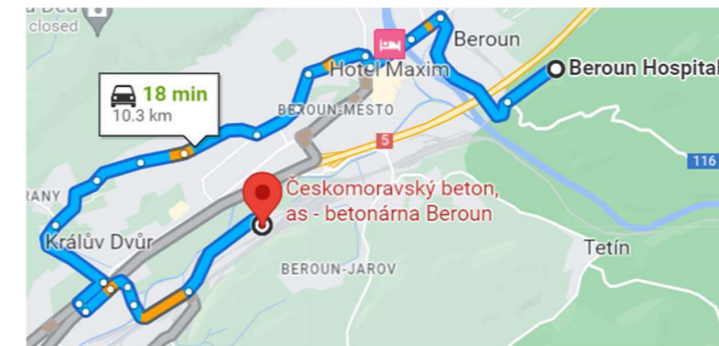 closed
Beroun
Hotel Maxim
Beroun Hospital
18 min
10.3 km
BEROUN-MĚSTO
5
116
Českomoravský beton,
as - betonárna Beroun
Králův Dvůr
Tetín
BEROUN-JAROV